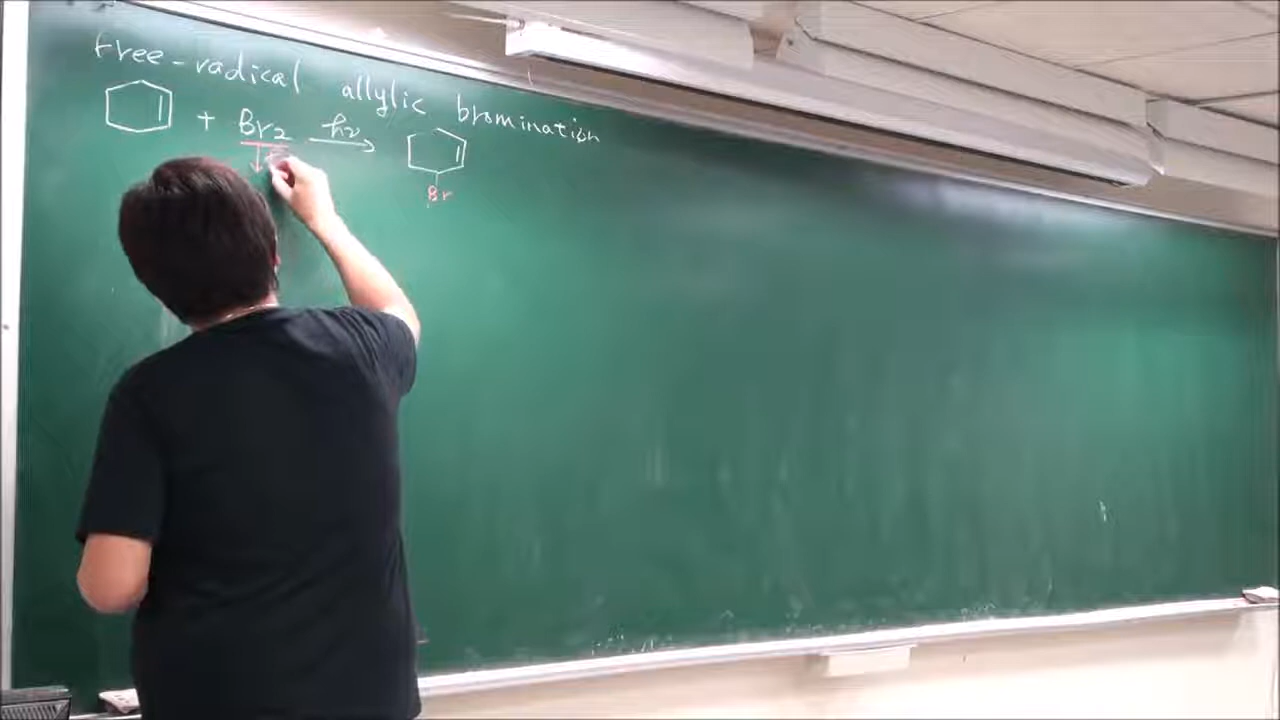 Free-radical allylic bromination
+ Br2 hν
Br